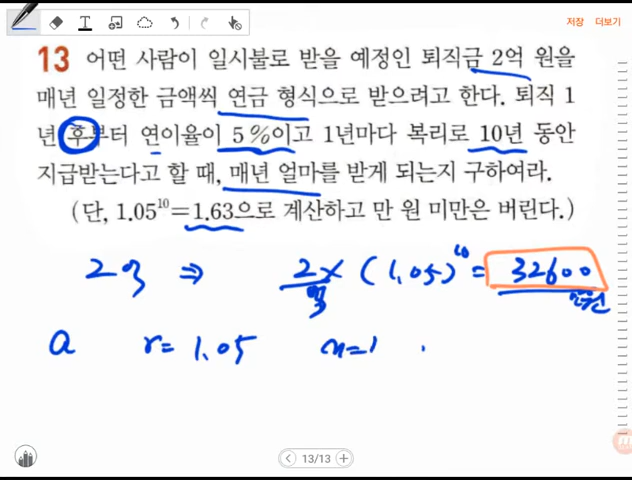 저장 더보기
13 어떤 사람이 일시불로 받을 예정인 퇴직금 2억 원을
매년 일정한 금액씩 연금 형식으로 받으려고 한다. 퇴직 1
년 후부터 연이율이 5 %이고 1년마다 복리로 10년 동안
지급받는다고 할 때, 매년 얼마를 받게 되는지 구하여라.
(단, 1.05¹⁰=1.63으로 계산하고 만 원 미만은 버린다.)
2억 ⇒ 2억 × (1.05)¹⁰ = 32600
만원
a r= 1.05 n=1
13/13